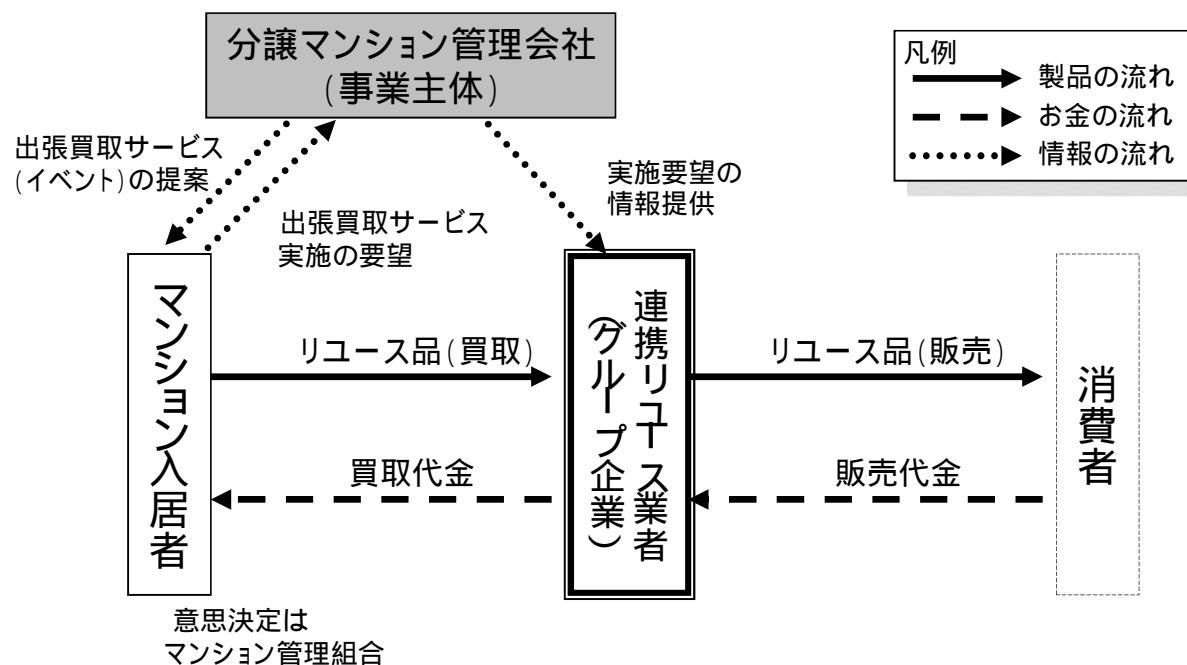 分譲マンション管理会社
(事業主体)
凡例
製品の流れ
お金の流れ
情報の流れ
出張買取サービス
(イベント)の提案
出張買取サービス
実施の要望
実施要望の
情報提供
マンション入居者
リユース品(買取)
買取代金
連携リユース業者
(グループ企業)
リユース品(販売)
販売代金
消費者
意思決定は
マンション管理組合